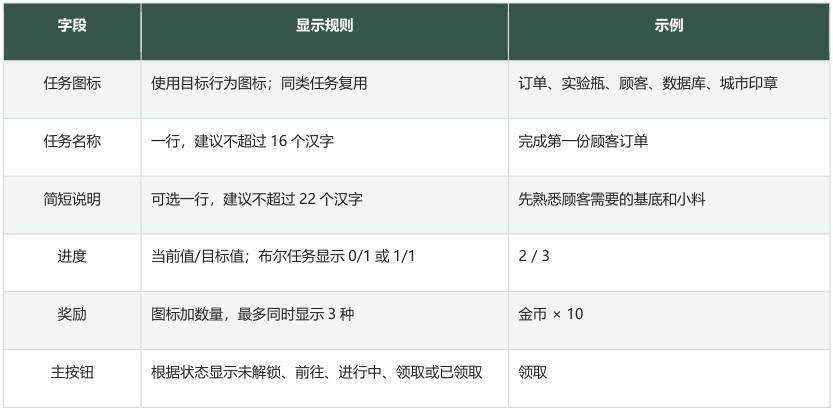 字段 显示规则 示例
任务图标 使用目标行为图标；同类任务复用 订单、实验瓶、顾客、数据库、城市印章
任务名称 一行，建议不超过 16 个汉字 完成第一份顾客订单
简短说明 可选一行，建议不超过 22 个汉字 先熟悉顾客需要的基底和小料
进度 当前值/目标值；布尔任务显示 0/1 或 1/1 2 / 3
奖励 图标加数量，最多同时显示 3 种 金币 × 10
主按钮 根据状态显示未解锁、前往、进行中、领取或已领取 领取